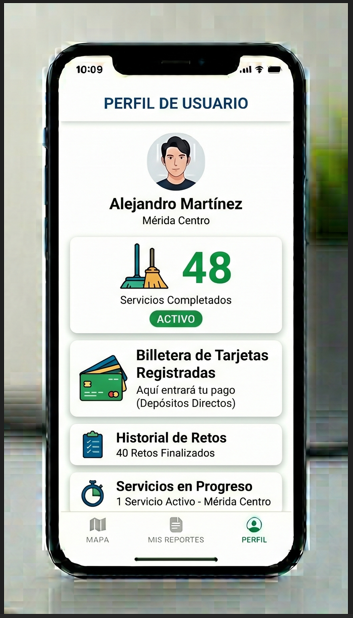 10:09
PERFIL DE USUARIO
Alejandro Martínez
Mérida Centro
48
Servicios Completados
ACTIVO
Billetera de Tarjetas
Registradas
Aquí entrará tu pago
(Depósitos Directos)
Historial de Retos
40 Retos Finalizados
Servicios en Progreso
1 Servicio Activo - Mérida Centro
MAPA
MIS REPORTES
PERFIL